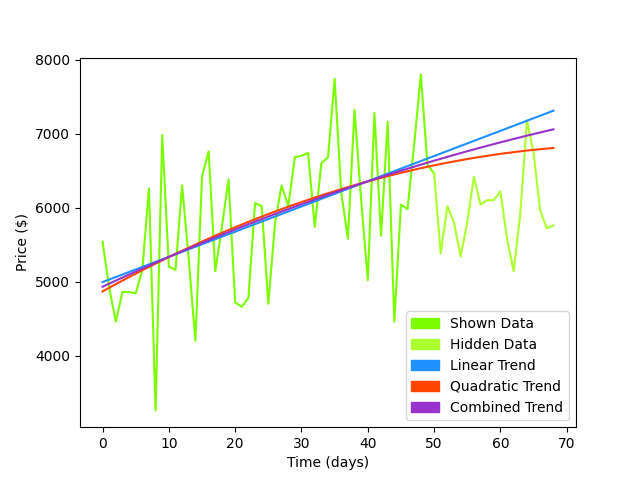 8000
7000
6000
5000
4000
Price ($)
0 10 20 30 40 50 60 70
Time (days)
Shown Data
Hidden Data
Linear Trend
Quadratic Trend
Combined Trend